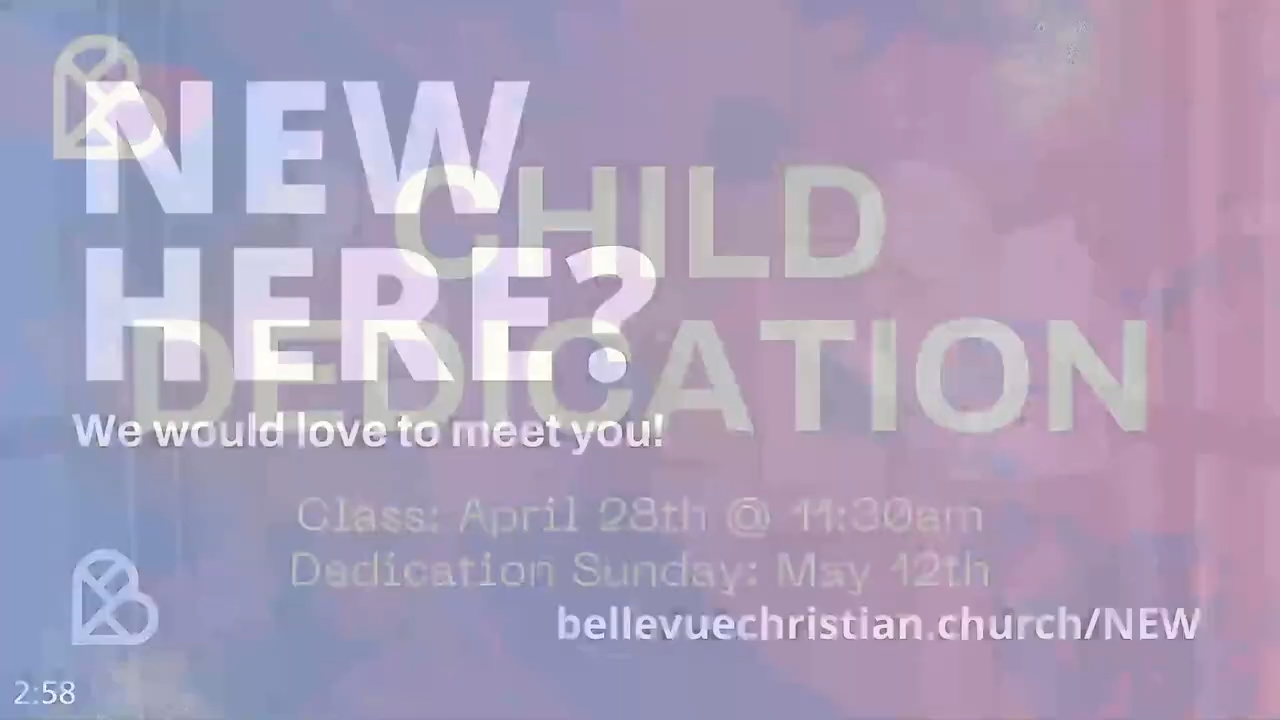 NEW
HERE?
We would love to meet you!
CHILD
DEDICATION
Class: April 28th @ 11:30am
Dedication Sunday: May 12th
bellevuechristian.church/NEW
2:58